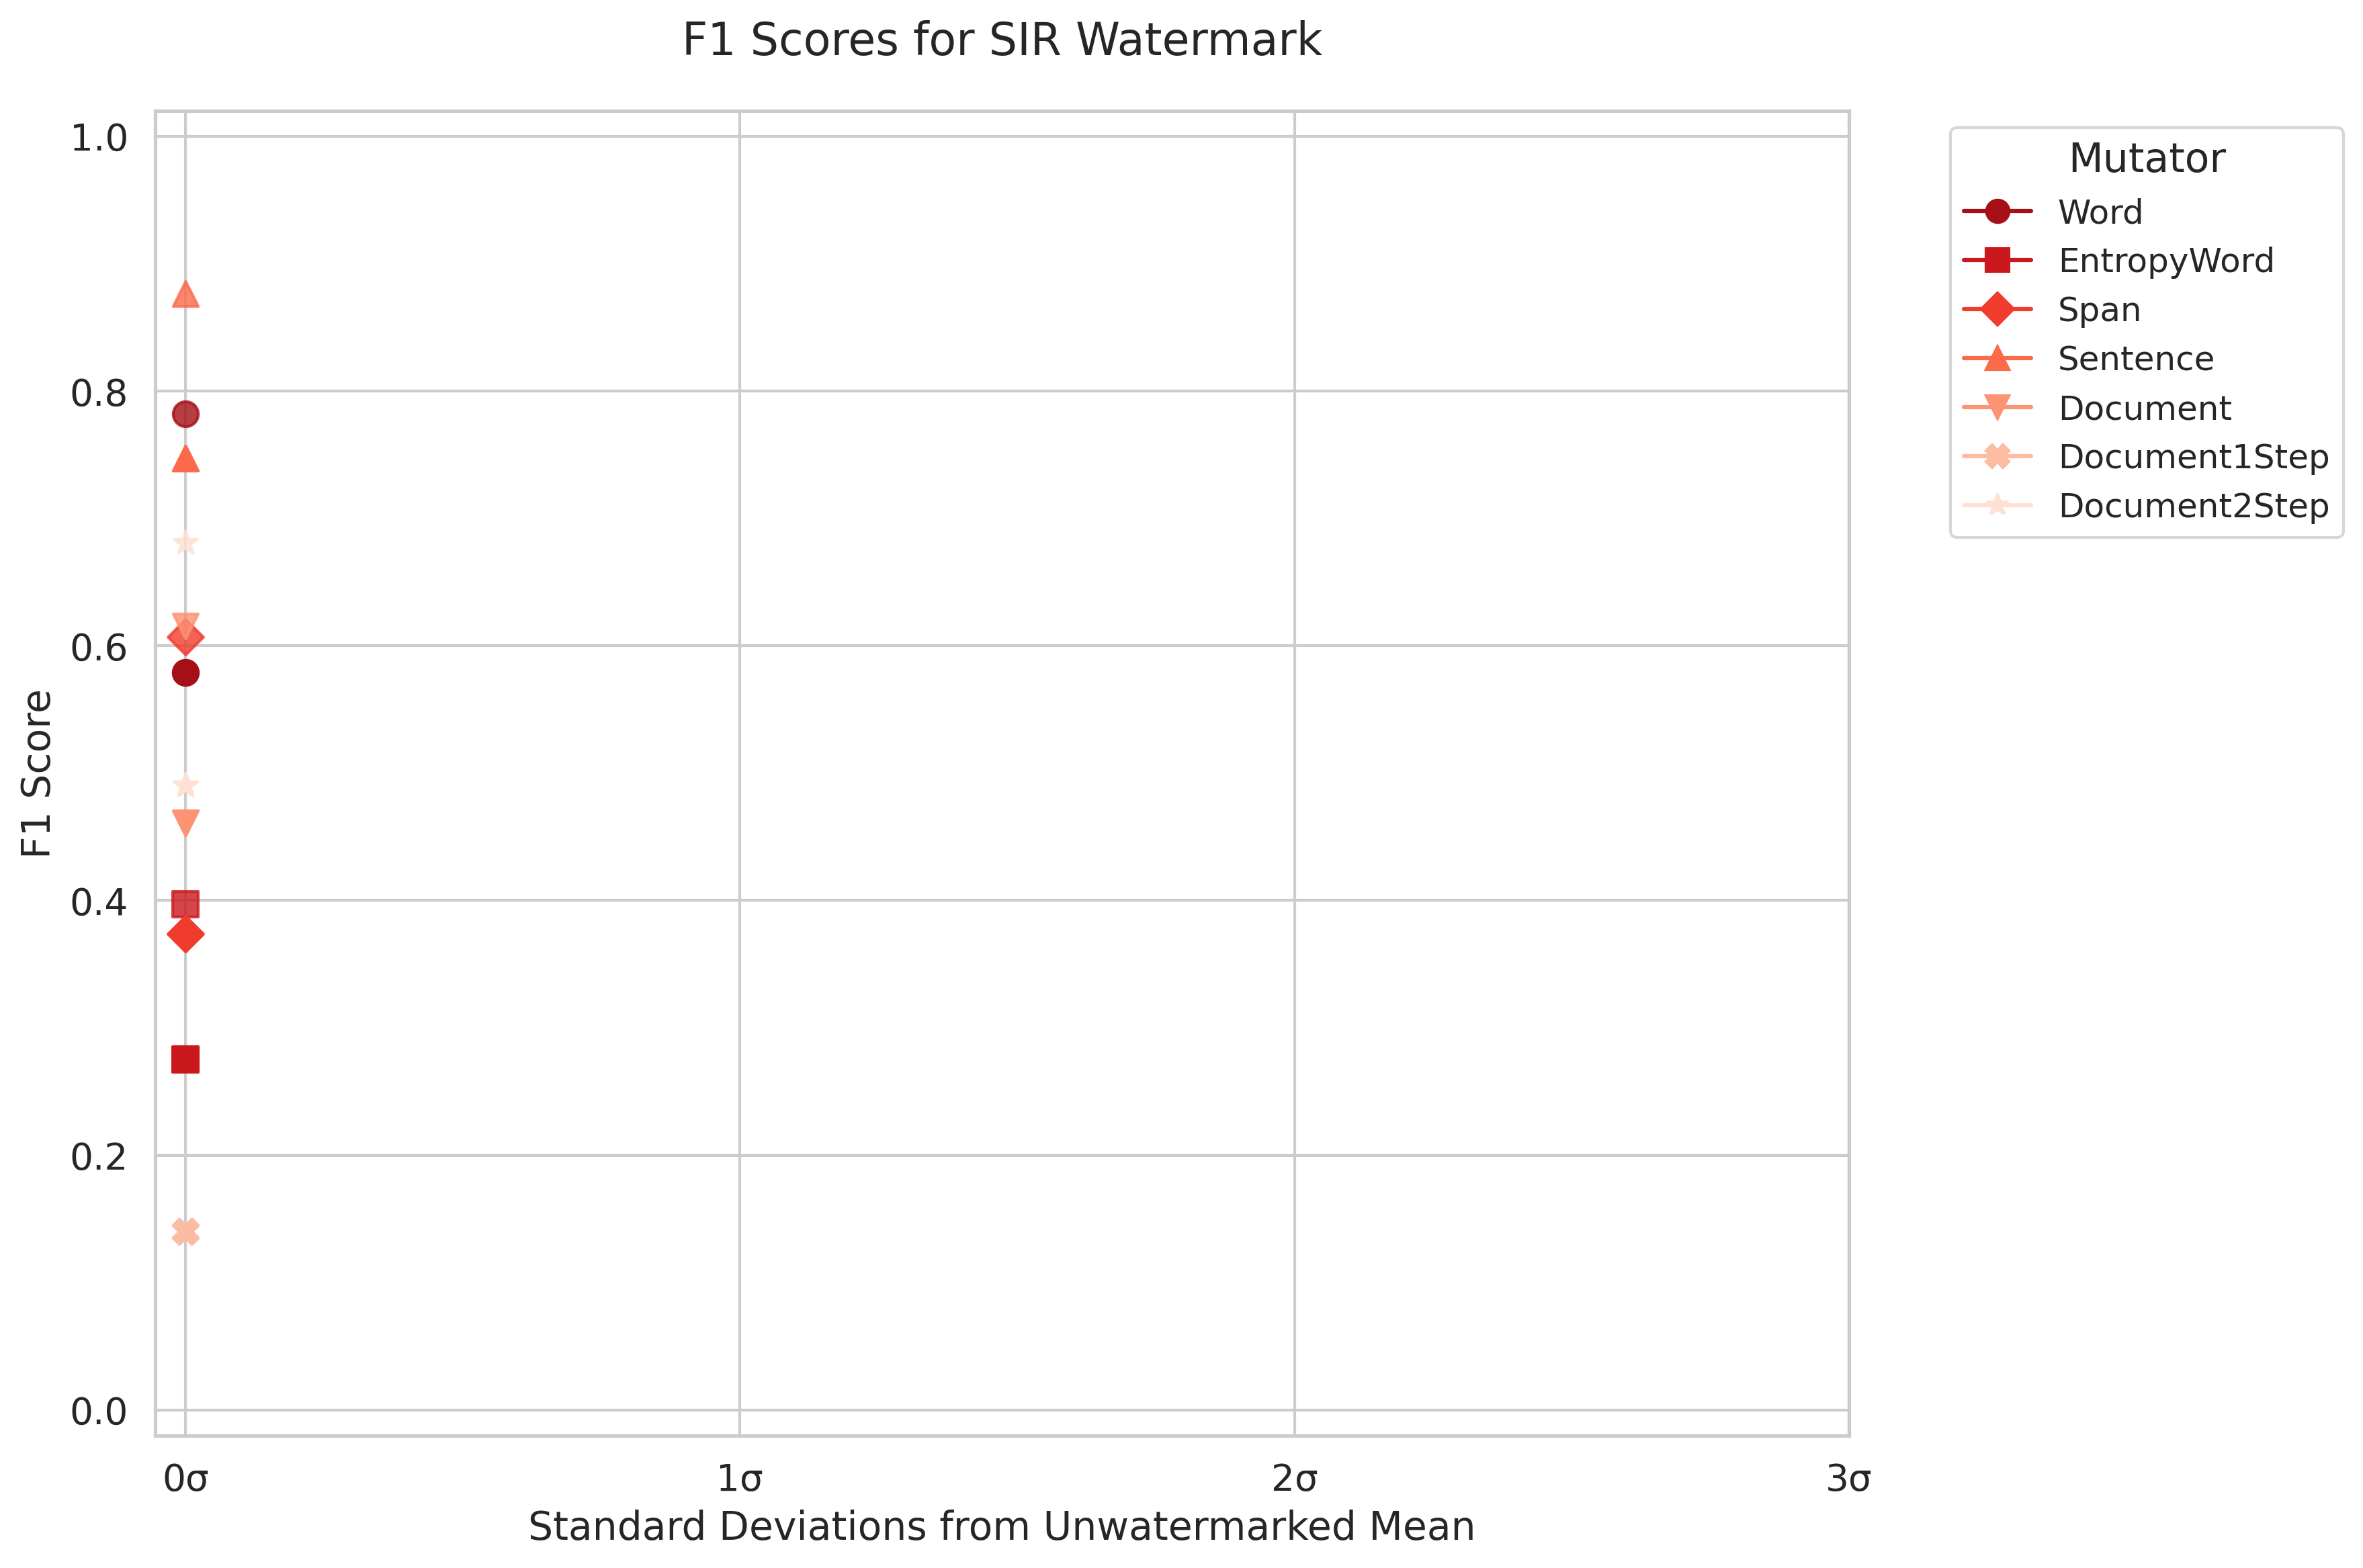 F1 Scores for SIR Watermark
1.0
0.8
0.6
0.4
0.2
0.0
F1 Score
0σ
1σ
2σ
3σ
Standard Deviations from Unwatermarked Mean
Mutator
Word
EntropyWord
Span
Sentence
Document
Document1Step
Document2Step